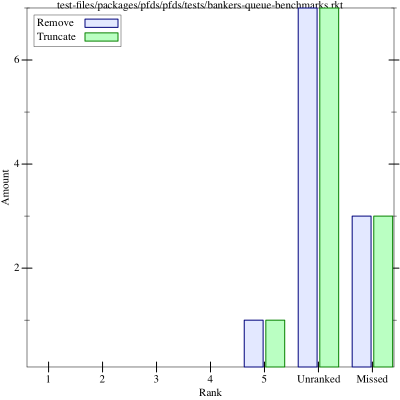 test-files/packages/pfds/pfds/tests/bankers-queue-benchmarks.rkt
Remove
Truncate
6
4
2
Amount
1 2 3 4 5 Unranked Missed
Rank